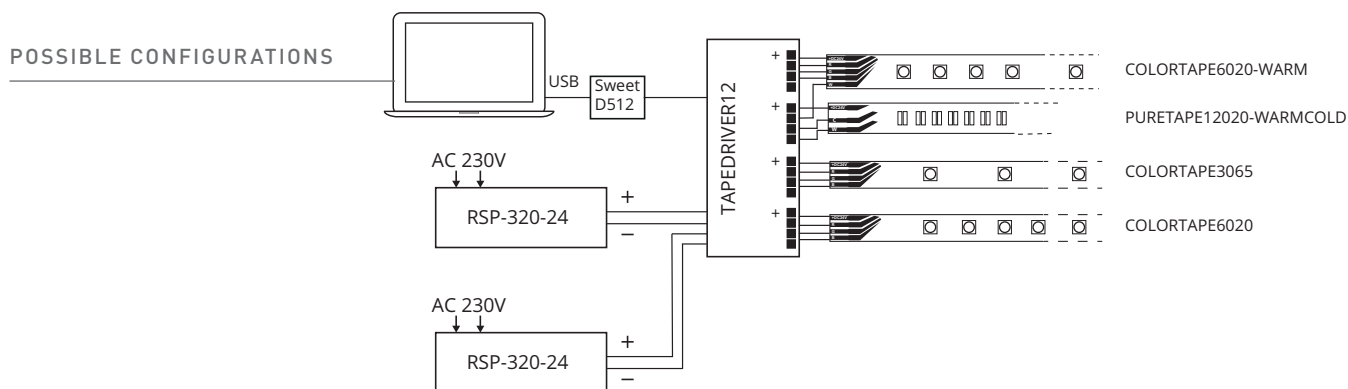 POSSIBLE CONFIGURATIONS
USB
Sweet
D512
TAPEDRIVER12
+
+
+
+
COLORTAPE6020-WARM
PURETAPE12020-WARMCOLD
COLORTAPE3065
COLORTAPE6020
AC 230V
RSP-320-24
+
−
AC 230V
RSP-320-24
+
−